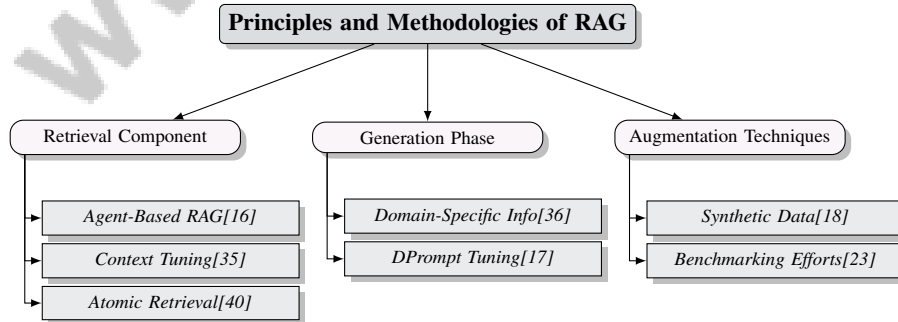 Principles and Methodologies of RAG
Retrieval Component
Generation Phase
Augmentation Techniques
Agent-Based RAG[16]
Context Tuning[35]
Atomic Retrieval[40]
Domain-Specific Info[36]
DPrompt Tuning[17]
Synthetic Data[18]
Benchmarking Efforts[23]